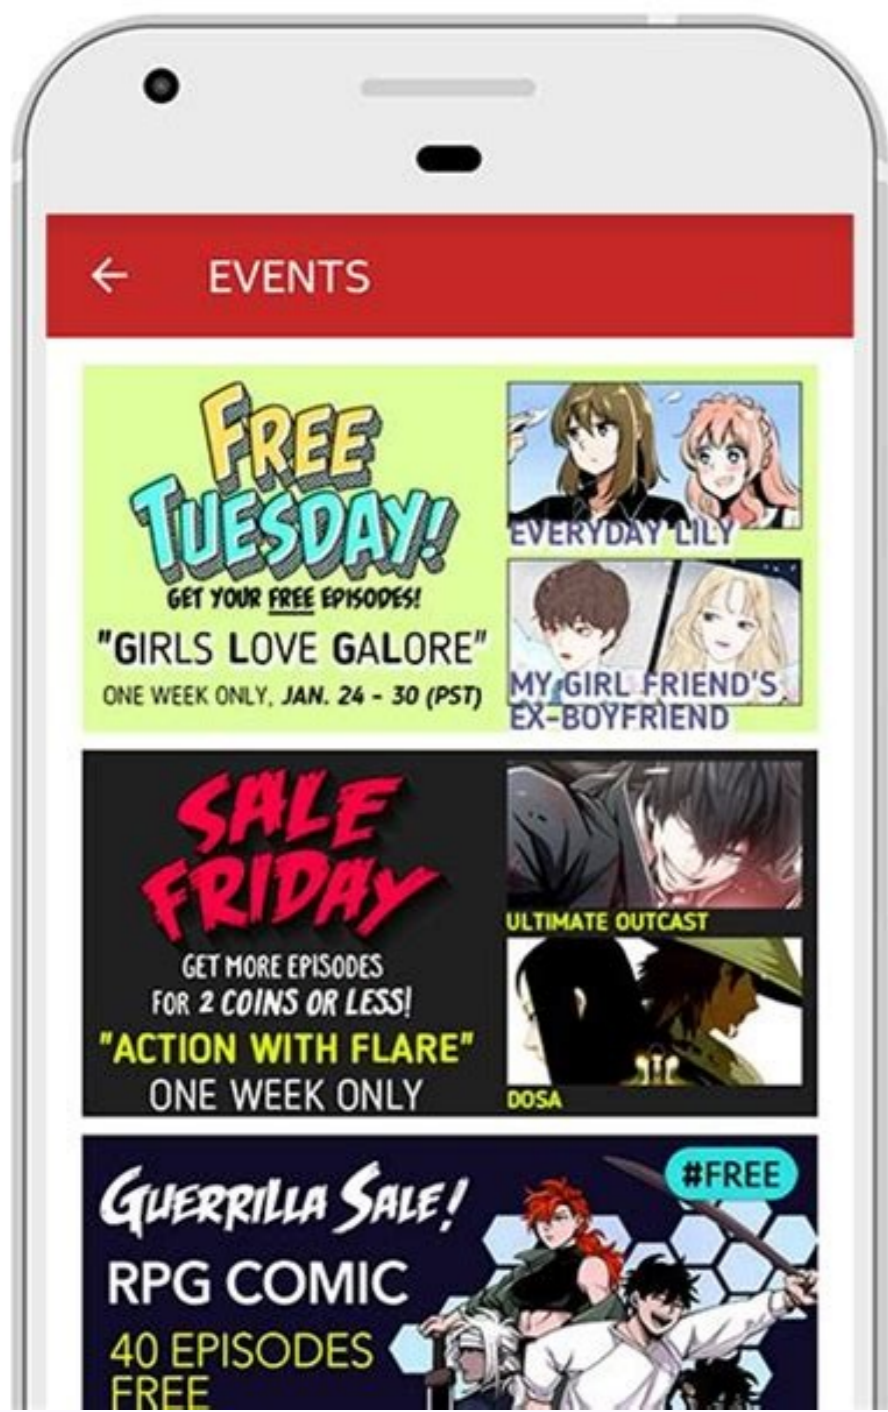 EVENTS
FREE
TUESDAY!
GET YOUR FREE EPISODES!
"GIRLS LOVE GALORE"
ONE WEEK ONLY, JAN. 24 - 30 (PST)
EVERYDAY LILY
MY GIRL FRIEND'S
EX-BOYFRIEND
SALE
FRIDAY
GET MORE EPISODES
FOR 2 COINS OR LESS!
"ACTION WITH FLARE"
ONE WEEK ONLY
ULTIMATE OUTCAST
DOSA
GUERRILLA SALE!
RPG COMIC
40 EPISODES
FREE
#FREE